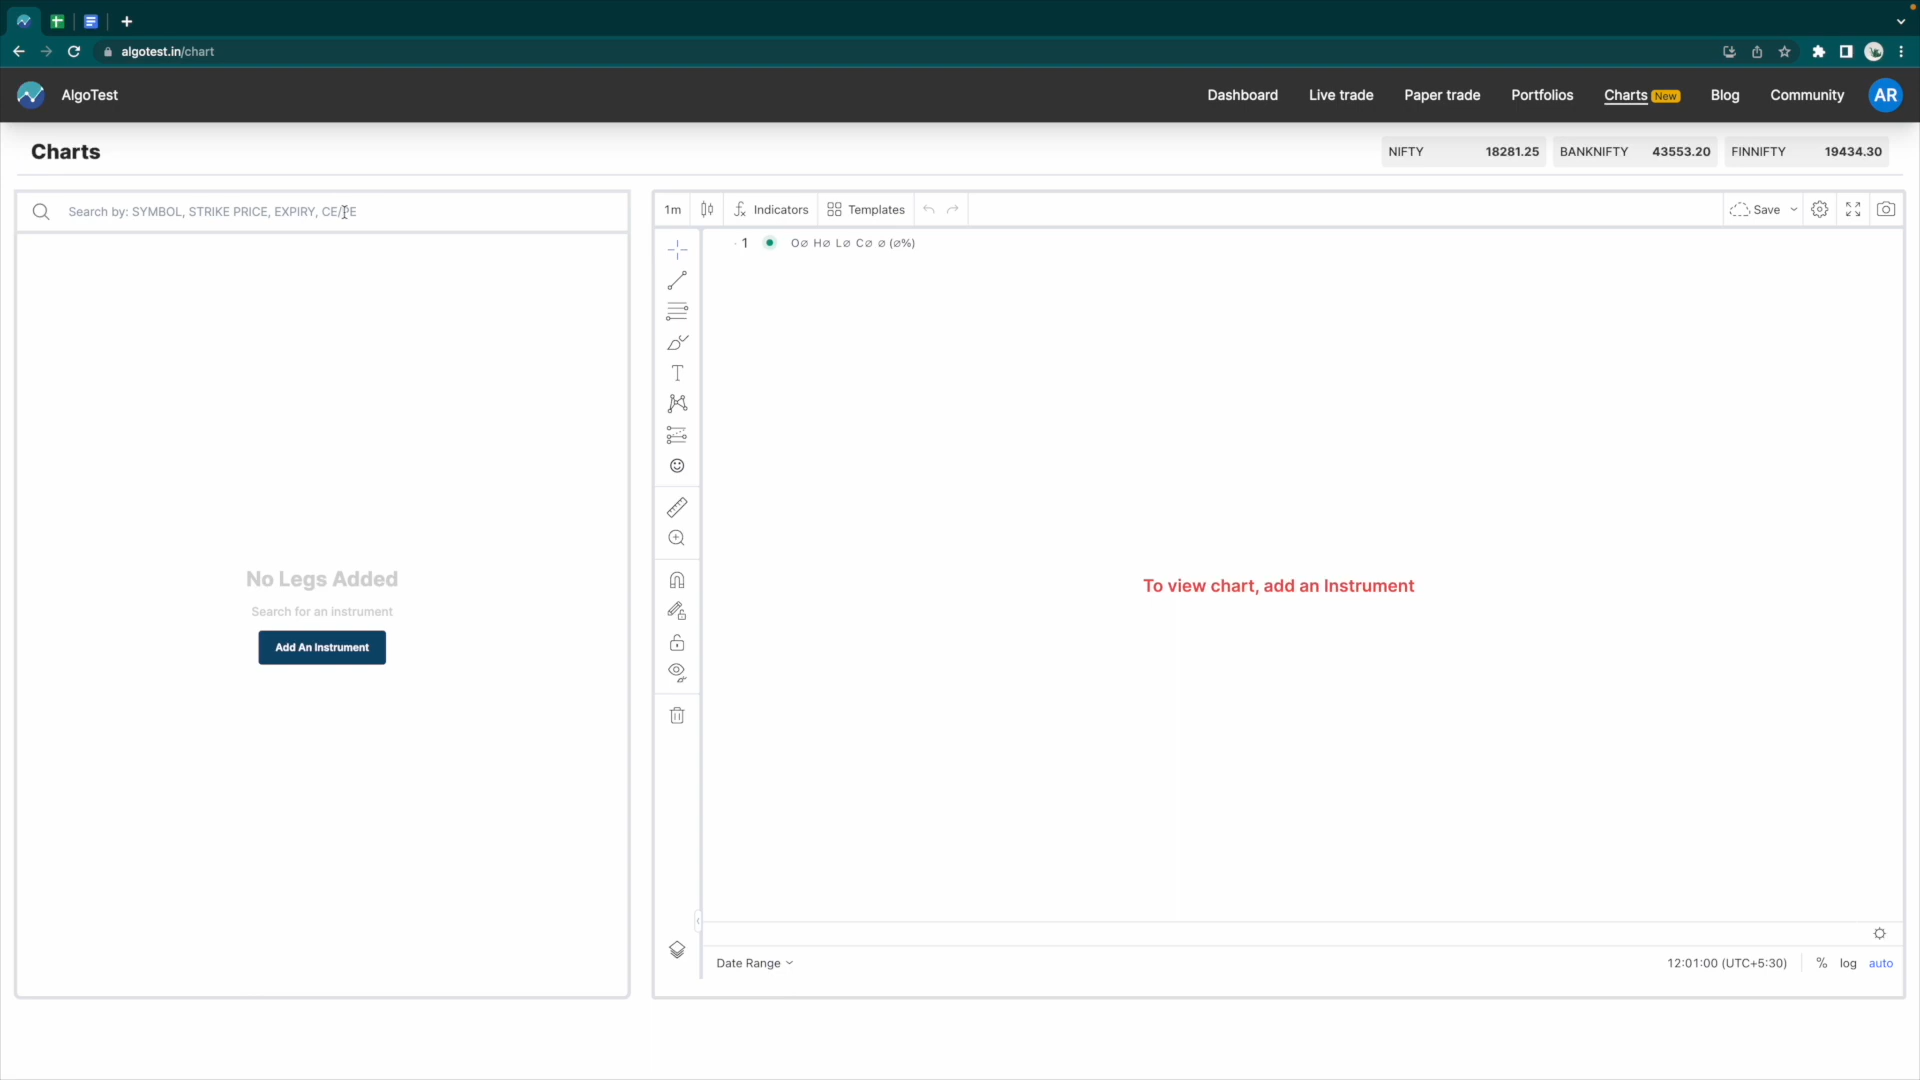 algotest.in/chart
AlgoTest
Dashboard
Live trade
Paper trade
Portfolios
Charts New
Blog
Community
AR
Charts
NIFTY 18281.25
BANKNIFTY 43553.20
FINNIFTY 19434.30
Search by: SYMBOL, STRIKE PRICE, EXPIRY, CE/PE
No Legs Added
Search for an instrument
Add An Instrument
1m
Indicators
Templates
Save
· 1 O∅ H∅ L∅ C∅ ∅ (∅%)
To view chart, add an Instrument
Date Range
12:01:00 (UTC+5:30)
%
log
auto